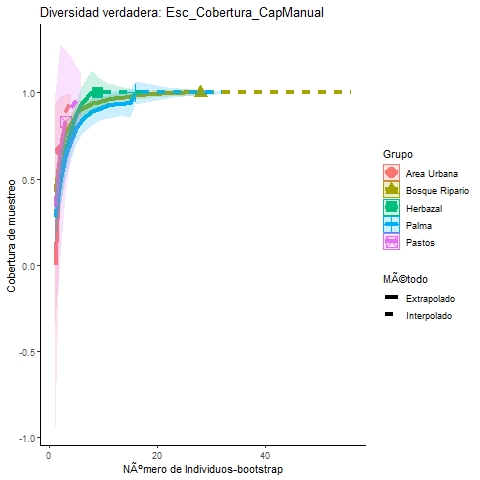 Diversidad verdadera: Esc_Cobertura_CapManual
Cobertura de muestreo
1.0
0.5
0.0
-0.5
-1.0
0
20
40
NÃºmero de Individuos-bootstrap
Grupo
Area Urbana
Bosque Ripario
Herbazal
Palma
Pastos
MÃ©todo
Extrapolado
Interpolado